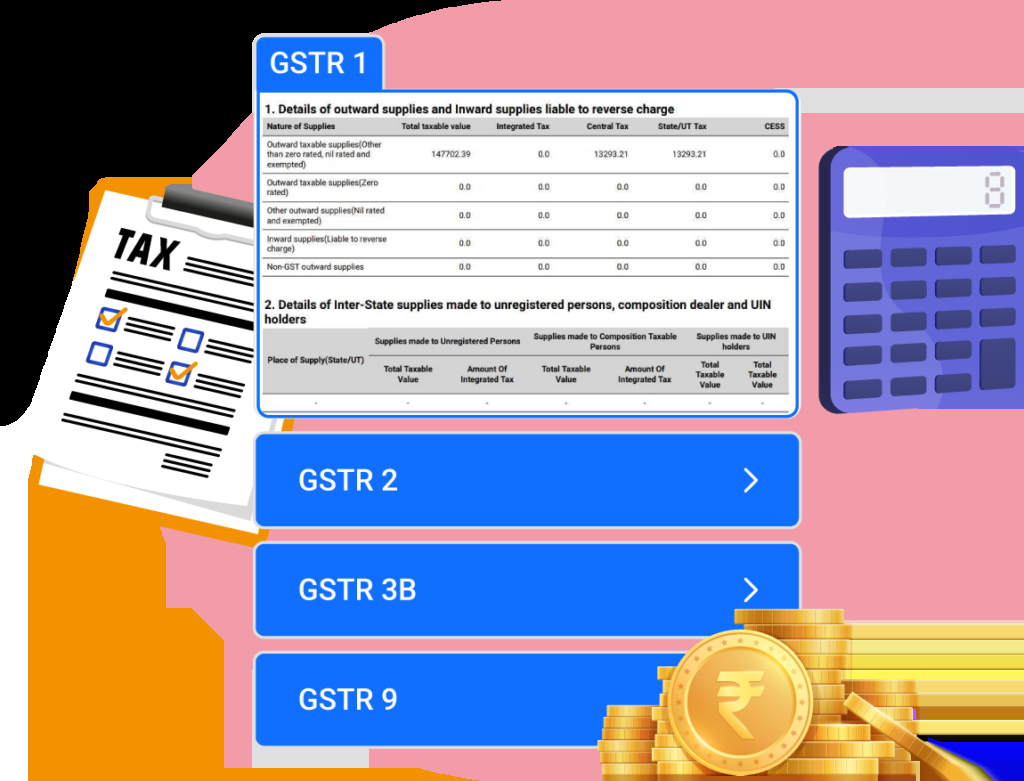 GSTR 1
1. Details of outward supplies and Inward supplies liable to reverse charge
Nature of Supplies Total taxable value Integrated Tax Central Tax State/UT Tax CESS
Outward taxable supplies(Other
than zero rated, nil rated and
exempted) 147702.39 0.0 13293.21 13293.21 0.0
Outward taxable supplies(Zero
rated) 0.0 0.0 0.0 0.0 0.0
Other outward supplies(Nil rated
and exempted) 0.0 0.0 0.0 0.0 0.0
Inward supplies(Liable to reverse
charge) 0.0 0.0 0.0 0.0 0.0
Non-GST outward supplies 0.0 0.0 0.0 0.0 0.0
2. Details of Inter-State supplies made to unregistered persons, composition dealer and UIN
holders
Place of Supply(State/UT) Supplies made to Unregistered Persons Supplies made to Composition Taxable
Persons Supplies made to UIN
holders
Total Taxable
Value Amount Of
Integrated Tax Total Taxable
Value Amount Of
Integrated Tax Total
Taxable
Value Total
Taxable
Value
- - - - - - -
TAX
8
GSTR 2
GSTR 3B
GSTR 9
₹